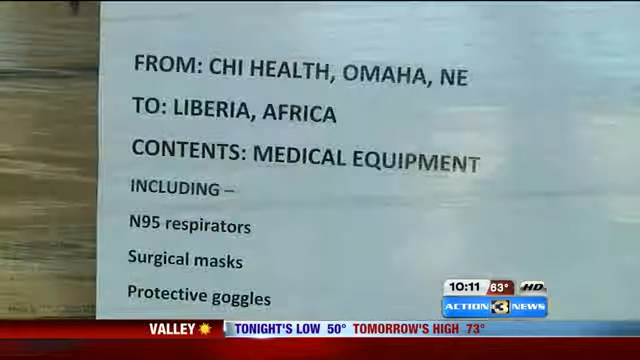 FROM: CHI HEALTH, OMAHA, NE
TO: LIBERIA, AFRICA
CONTENTS: MEDICAL EQUIPMENT
INCLUDING –
N95 respirators
Surgical masks
Protective goggles
10:11 63° HD
ACTION 3 NEWS
VALLEY TONIGHT'S LOW 50° TOMORROW'S HIGH 73°